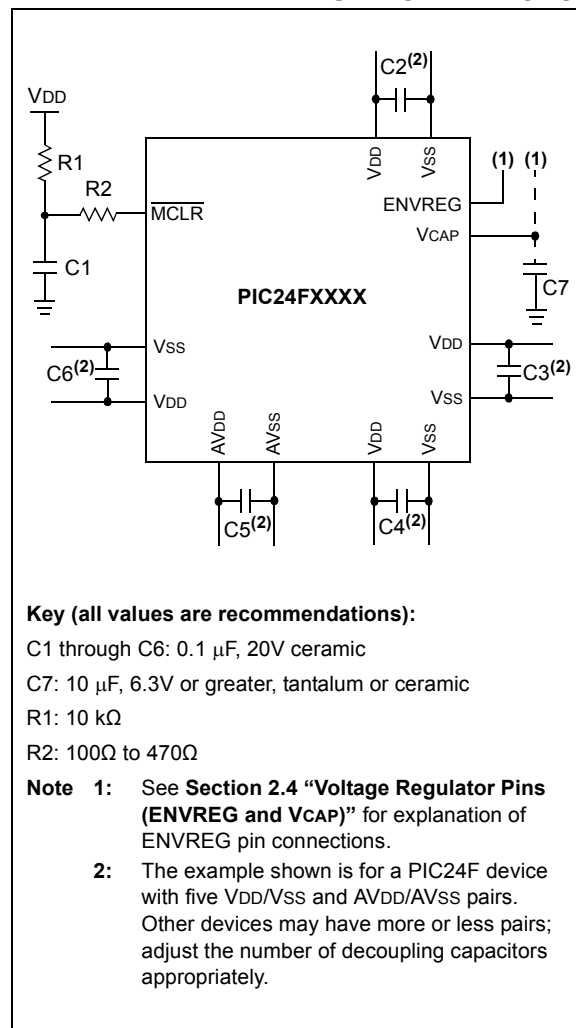 C2(2)
VDD
R1
VDD
VSS
(1) (1)
R2
MCLR
ENVREG
VCAP
C1
C7
PIC24FXXXX
VSS
VDD
C6(2)
C3(2)
VDD
VSS
AVDD
AVSS
VDD
VSS
C5(2)
C4(2)
Key (all values are recommendations):
C1 through C6: 0.1 μF, 20V ceramic
C7: 10 μF, 6.3V or greater, tantalum or ceramic
R1: 10 kΩ
R2: 100Ω to 470Ω
Note 1: See Section 2.4 “Voltage Regulator Pins
(ENVREG and VCAP)” for explanation of
ENVREG pin connections.
2: The example shown is for a PIC24F device
with five VDD/VSS and AVDD/AVSS pairs.
Other devices may have more or less pairs;
adjust the number of decoupling capacitors
appropriately.